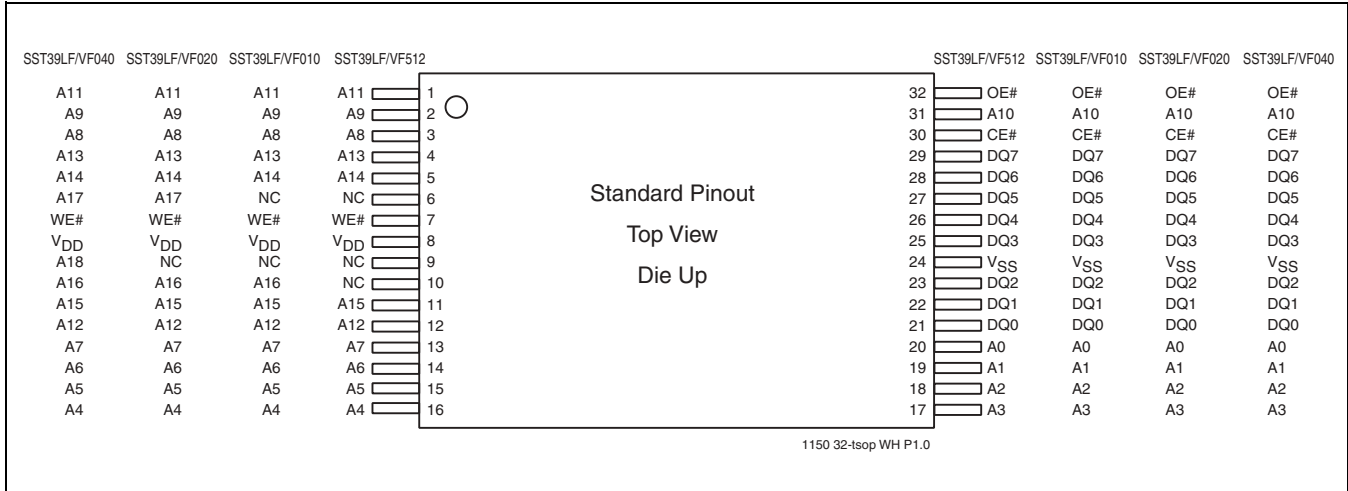 SST39LF/VF040 SST39LF/VF020 SST39LF/VF010 SST39LF/VF512 SST39LF/VF512 SST39LF/VF010 SST39LF/VF020 SST39LF/VF040
A11 A11 A11 A11 1 32 OE# OE# OE# OE#
A9 A9 A9 A9 2 31 A10 A10 A10 A10
A8 A8 A8 A8 3 30 CE# CE# CE# CE#
A13 A13 A13 A13 4 29 DQ7 DQ7 DQ7 DQ7
A14 A14 A14 A14 5 28 DQ6 DQ6 DQ6 DQ6
A17 A17 NC NC 6 Standard Pinout 27 DQ5 DQ5 DQ5 DQ5
WE# WE# WE# WE# 7 26 DQ4 DQ4 DQ4 DQ4
VDD VDD VDD VDD 8 Top View 25 DQ3 DQ3 DQ3 DQ3
A18 NC NC NC 9 24 VSS VSS VSS VSS
A16 A16 A16 NC 10 Die Up 23 DQ2 DQ2 DQ2 DQ2
A15 A15 A15 A15 11 22 DQ1 DQ1 DQ1 DQ1
A12 A12 A12 A12 12 21 DQ0 DQ0 DQ0 DQ0
A7 A7 A7 A7 13 20 A0 A0 A0 A0
A6 A6 A6 A6 14 19 A1 A1 A1 A1
A5 A5 A5 A5 15 18 A2 A2 A2 A2
A4 A4 A4 A4 16 17 A3 A3 A3 A3
1150 32-tsop WH P1.0